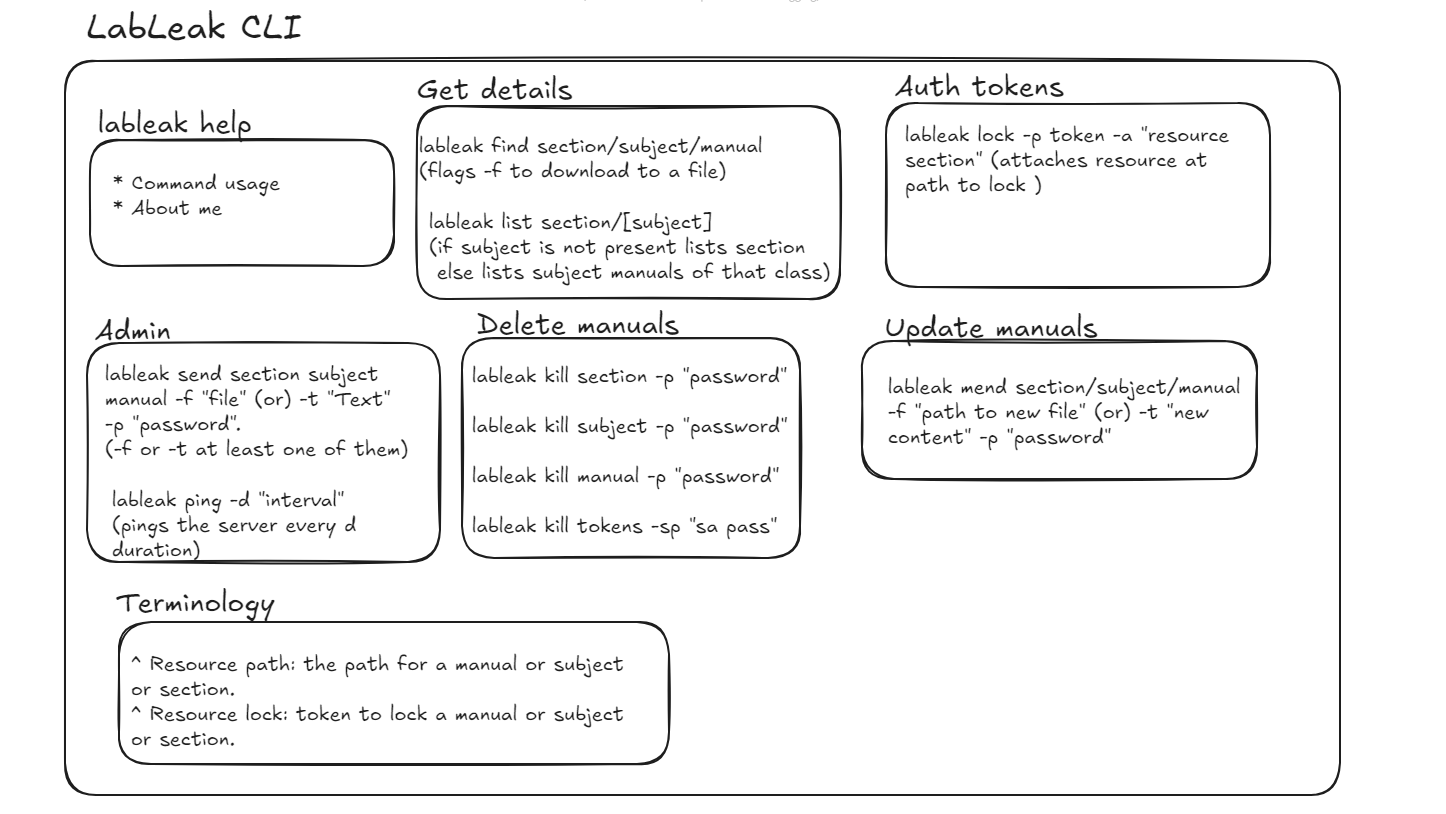 LabLeak CLI
lableak help
* Command usage
* About me
Get details
lableak find section/subject/manual
(flags -f to download to a file)
lableak list section/[subject]
(if subject is not present lists section
else lists subject manuals of that class)
Auth tokens
lableak lock -p token -a "resource
section" (attaches resource at
path to lock )
Admin
lableak send section subject
manual -f "file" (or) -t "Text"
-p "password".
(-f or -t at least one of them)
lableak ping -d "interval"
(pings the server every d
duration)
Delete manuals
lableak kill section -p "password"
lableak kill subject -p "password"
lableak kill manual -p "password"
lableak kill tokens -sp "sa pass"
Update manuals
lableak mend section/subject/manual
-f "path to new file" (or) -t "new
content" -p "password"
Terminology
^ Resource path: the path for a manual or subject
or section.
^ Resource lock: token to lock a manual or subject
or section.